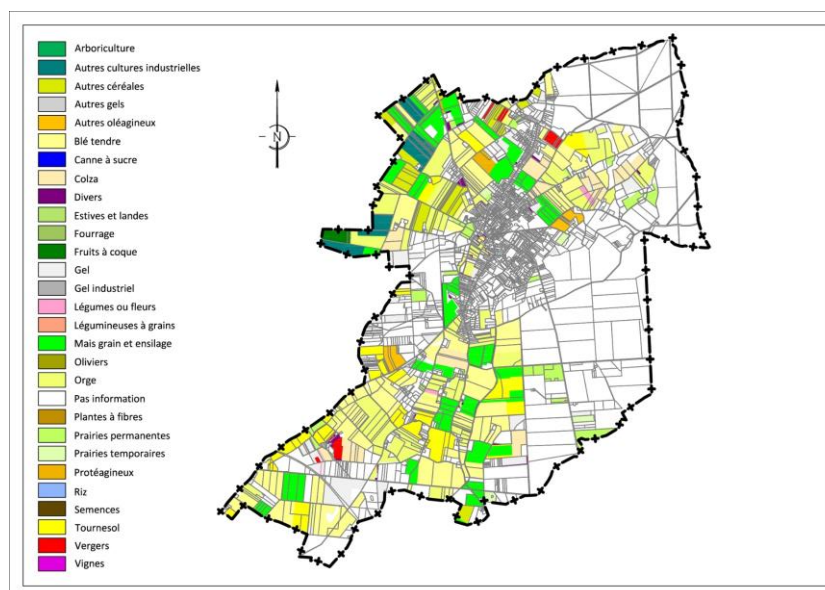 Arboriculture
Autres cultures industrielles
Autres céréales
Autres gels
Autres oléagineux
Blé tendre
Canne à sucre
Colza
Divers
Estives et landes
Fourrage
Fruits à coque
Gel
Gel industriel
Légumes ou fleurs
Légumineuses à grains
Mais grain et ensilage
Oliviers
Orge
Pas information
Plantes à fibres
Prairies permanentes
Prairies temporaires
Protéagineux
Riz
Semences
Tournesol
Vergers
Vignes
N